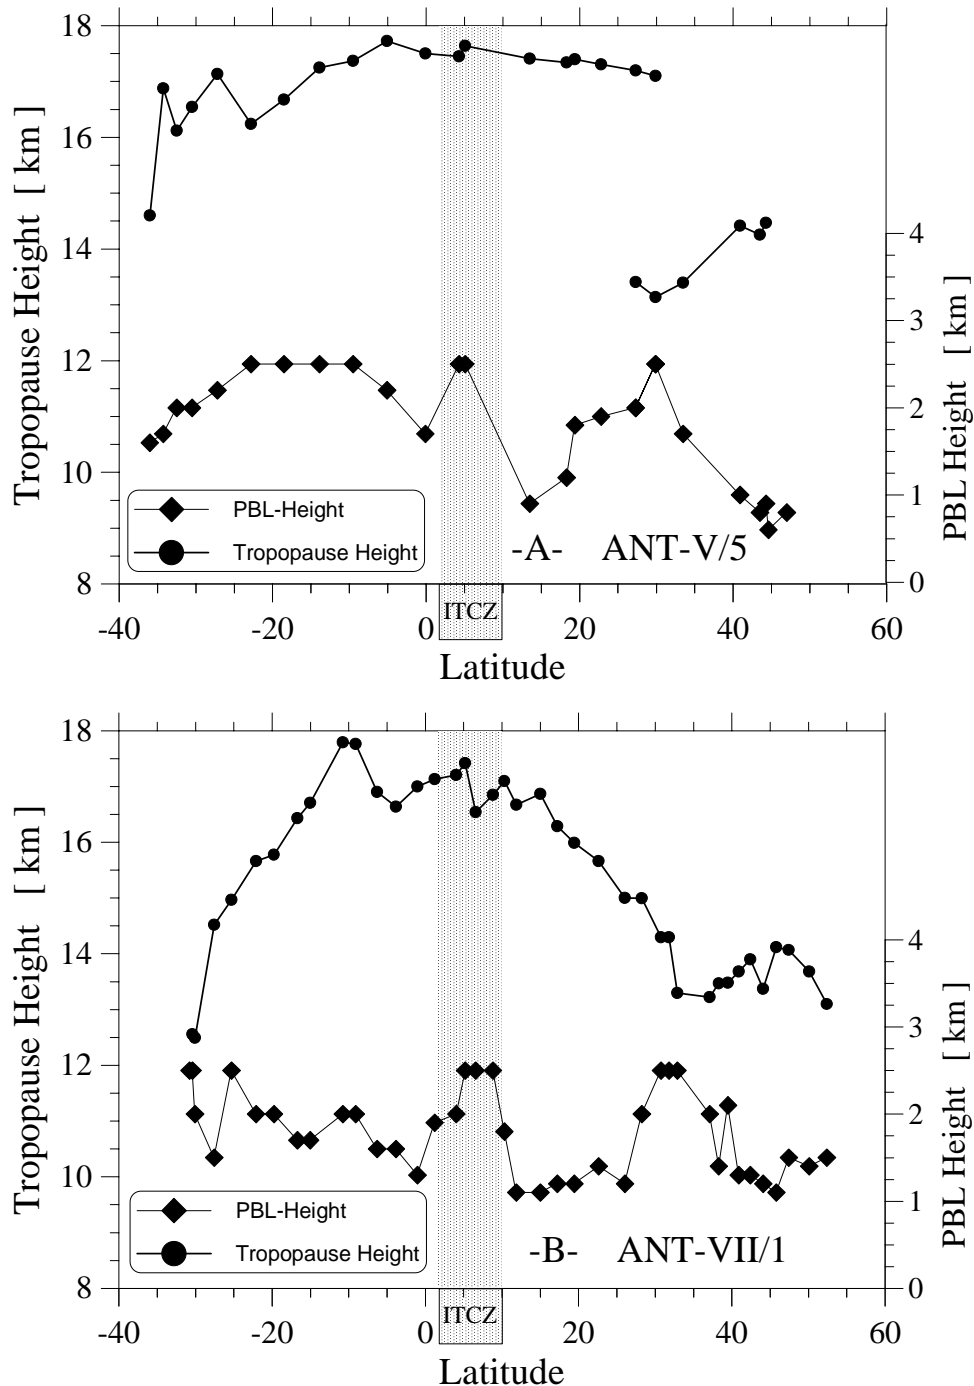 18
16
14
12
10
8
Tropopause Height [ km ]
4
3
2
1
0
PBL Height [ km ]
PBL-Height
Tropopause Height
-A- ANT-V/5
ITCZ
-40 -20 0 20 40 60
Latitude
18
16
14
12
10
8
Tropopause Height [ km ]
4
3
2
1
0
PBL Height [ km ]
PBL-Height
Tropopause Height
-B- ANT-VII/1
ITCZ
-40 -20 0 20 40 60
Latitude